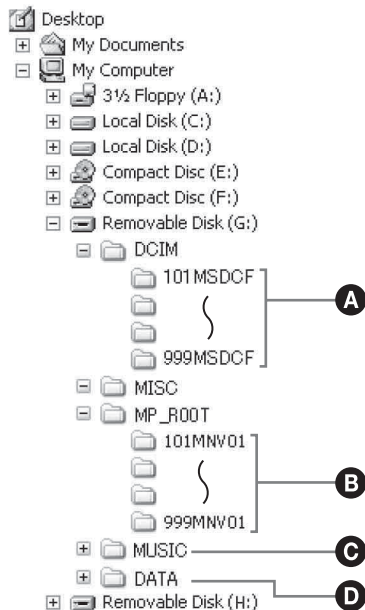 Desktop
My Documents
My Computer
3½ Floppy (A:)
Local Disk (C:)
Local Disk (D:)
Compact Disc (E:)
Compact Disc (F:)
Removable Disk (G:)
DCIM
101MSDCF
A
999MSDCF
MISC
MP_ROOT
101MNV01
B
999MNV01
MUSIC
C
DATA
D
Removable Disk (H:)